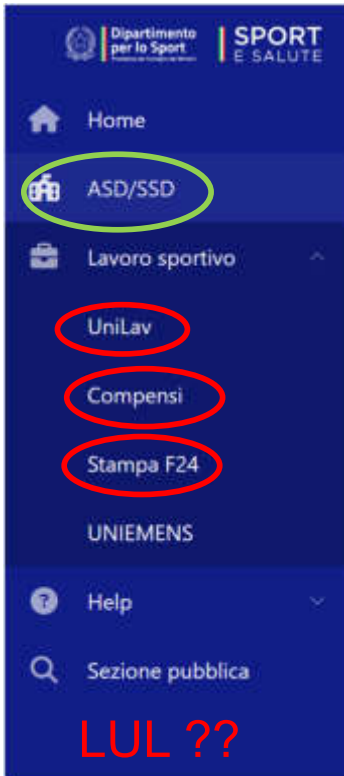 Dipartimento
per lo Sport
SPORT
E SALUTE
Home
ASD/SSD
Lavoro sportivo
UniLav
Compensi
Stampa F24
UNIEMENS
Help
Sezione pubblica
LUL ??